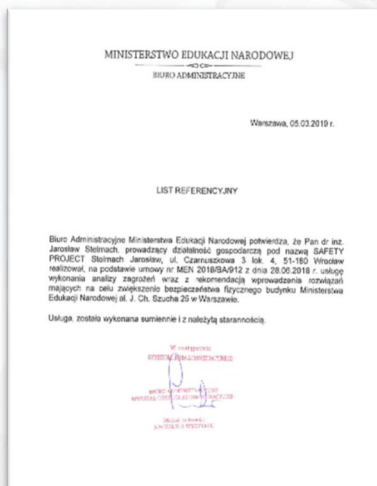 MINISTERSTWO EDUKACJI NARODOWEJ
BIURO ADMINISTRACYJNE
Warszawa, 05.03.2019 r.
LIST REFERENCYJNY
Biuro Administracyjne Ministerstwa Edukacji Narodowej potwierdza, że Pan dr inż.
Jarosław Stelmach, prowadzący działalność gospodarczą pod nazwą SAFETY
PROJECT Stelmach Jarosław, ul. Czarnuszkowa 3 lok. 4, 51-180 Wrocław
realizował, na podstawie umowy nr MEN 2018/BA/912 z dnia 28.06.2018 r. usługę
wykonania analizy zagrożeń wraz z rekomendacją wprowadzenia rozwiązań
mających na celu zwiększenie bezpieczeństwa fizycznego budynku Ministerstwa
Edukacji Narodowej al. J. Ch. Szucha 25 w Warszawie.
Usługa, została wykonana sumiennie i z należytą starannością.